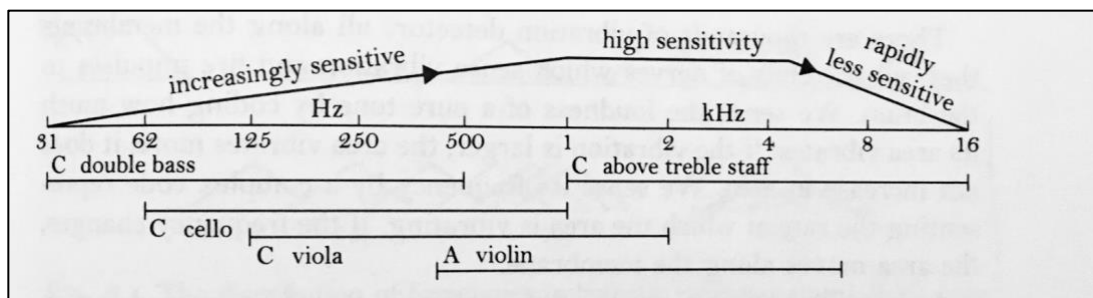 increasingly sensitive
high sensitivity
rapidly
less sensitive
Hz
kHz
31 62 125 250 500 1 2 4 8 16
C double bass
C above treble staff
C cello
C viola
A violin